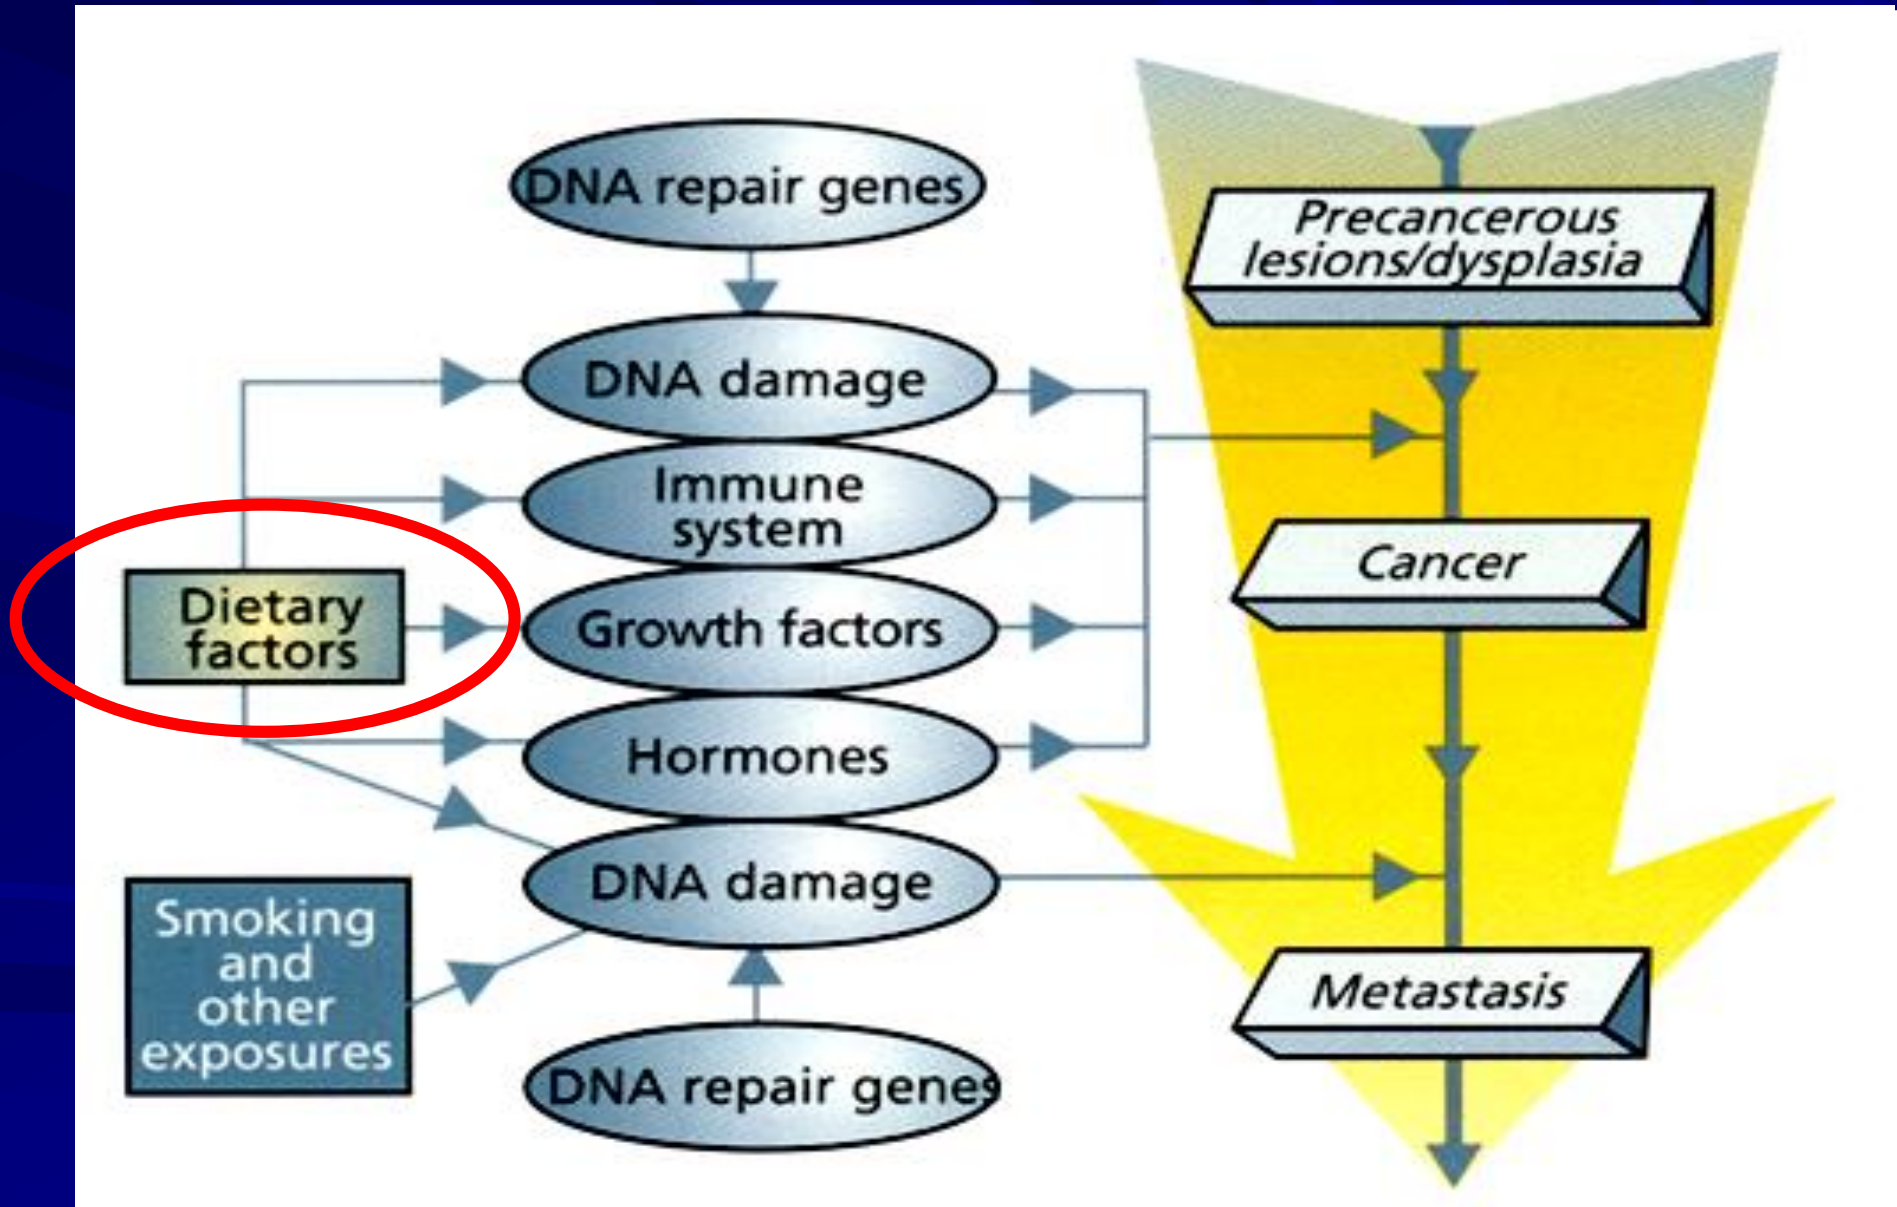 DNA repair genes
DNA damage
Immune
system
Dietary
factors
Growth factors
Hormones
DNA damage
Smoking
and
other
exposures
DNA repair genes
Precancerous
lesions/dysplasia
Cancer
Metastasis